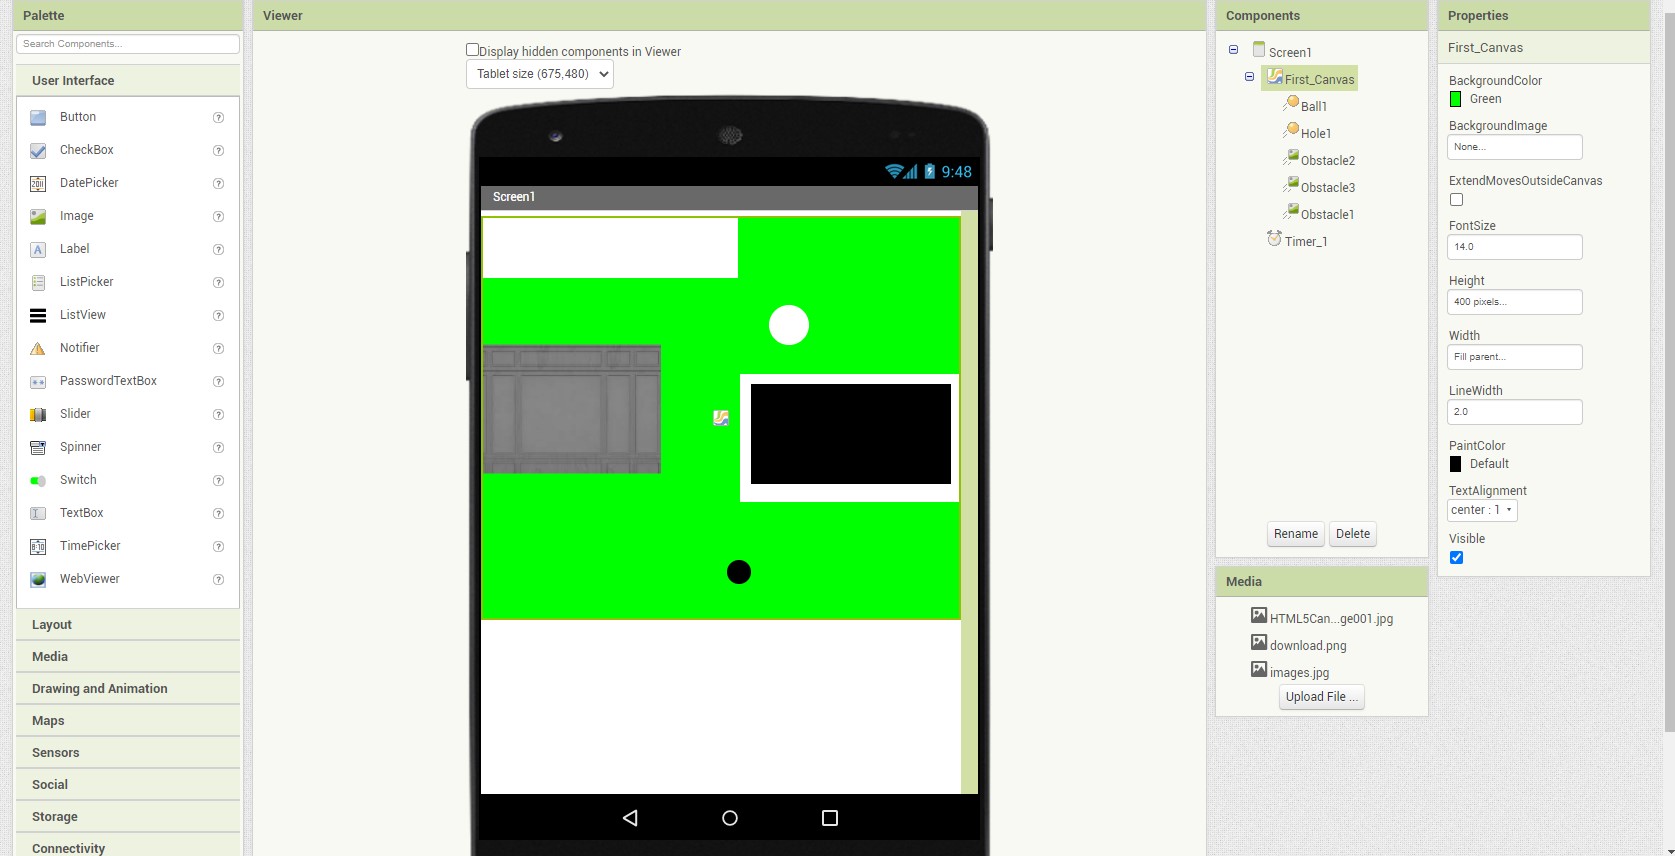 Palette
Search Components...
User Interface
Button
CheckBox
DatePicker
Image
Label
ListPicker
ListView
Notifier
PasswordTextBox
Slider
Spinner
Switch
TextBox
TimePicker
WebViewer
Layout
Media
Drawing and Animation
Maps
Sensors
Social
Storage
Connectivity
Viewer
Display hidden components in Viewer
Tablet size (675,480)
9:48
Screen1
Components
Screen1
First_Canvas
Ball1
Hole1
Obstacle2
Obstacle3
Obstacle1
Timer_1
Rename Delete
Media
HTML5Can...ge001.jpg
download.png
images.jpg
Upload File ...
Properties
First_Canvas
BackgroundColor
Green
BackgroundImage
None...
ExtendMovesOutsideCanvas
FontSize
14.0
Height
400 pixels...
Width
Fill parent...
LineWidth
2.0
PaintColor
Default
TextAlignment
center : 1
Visible